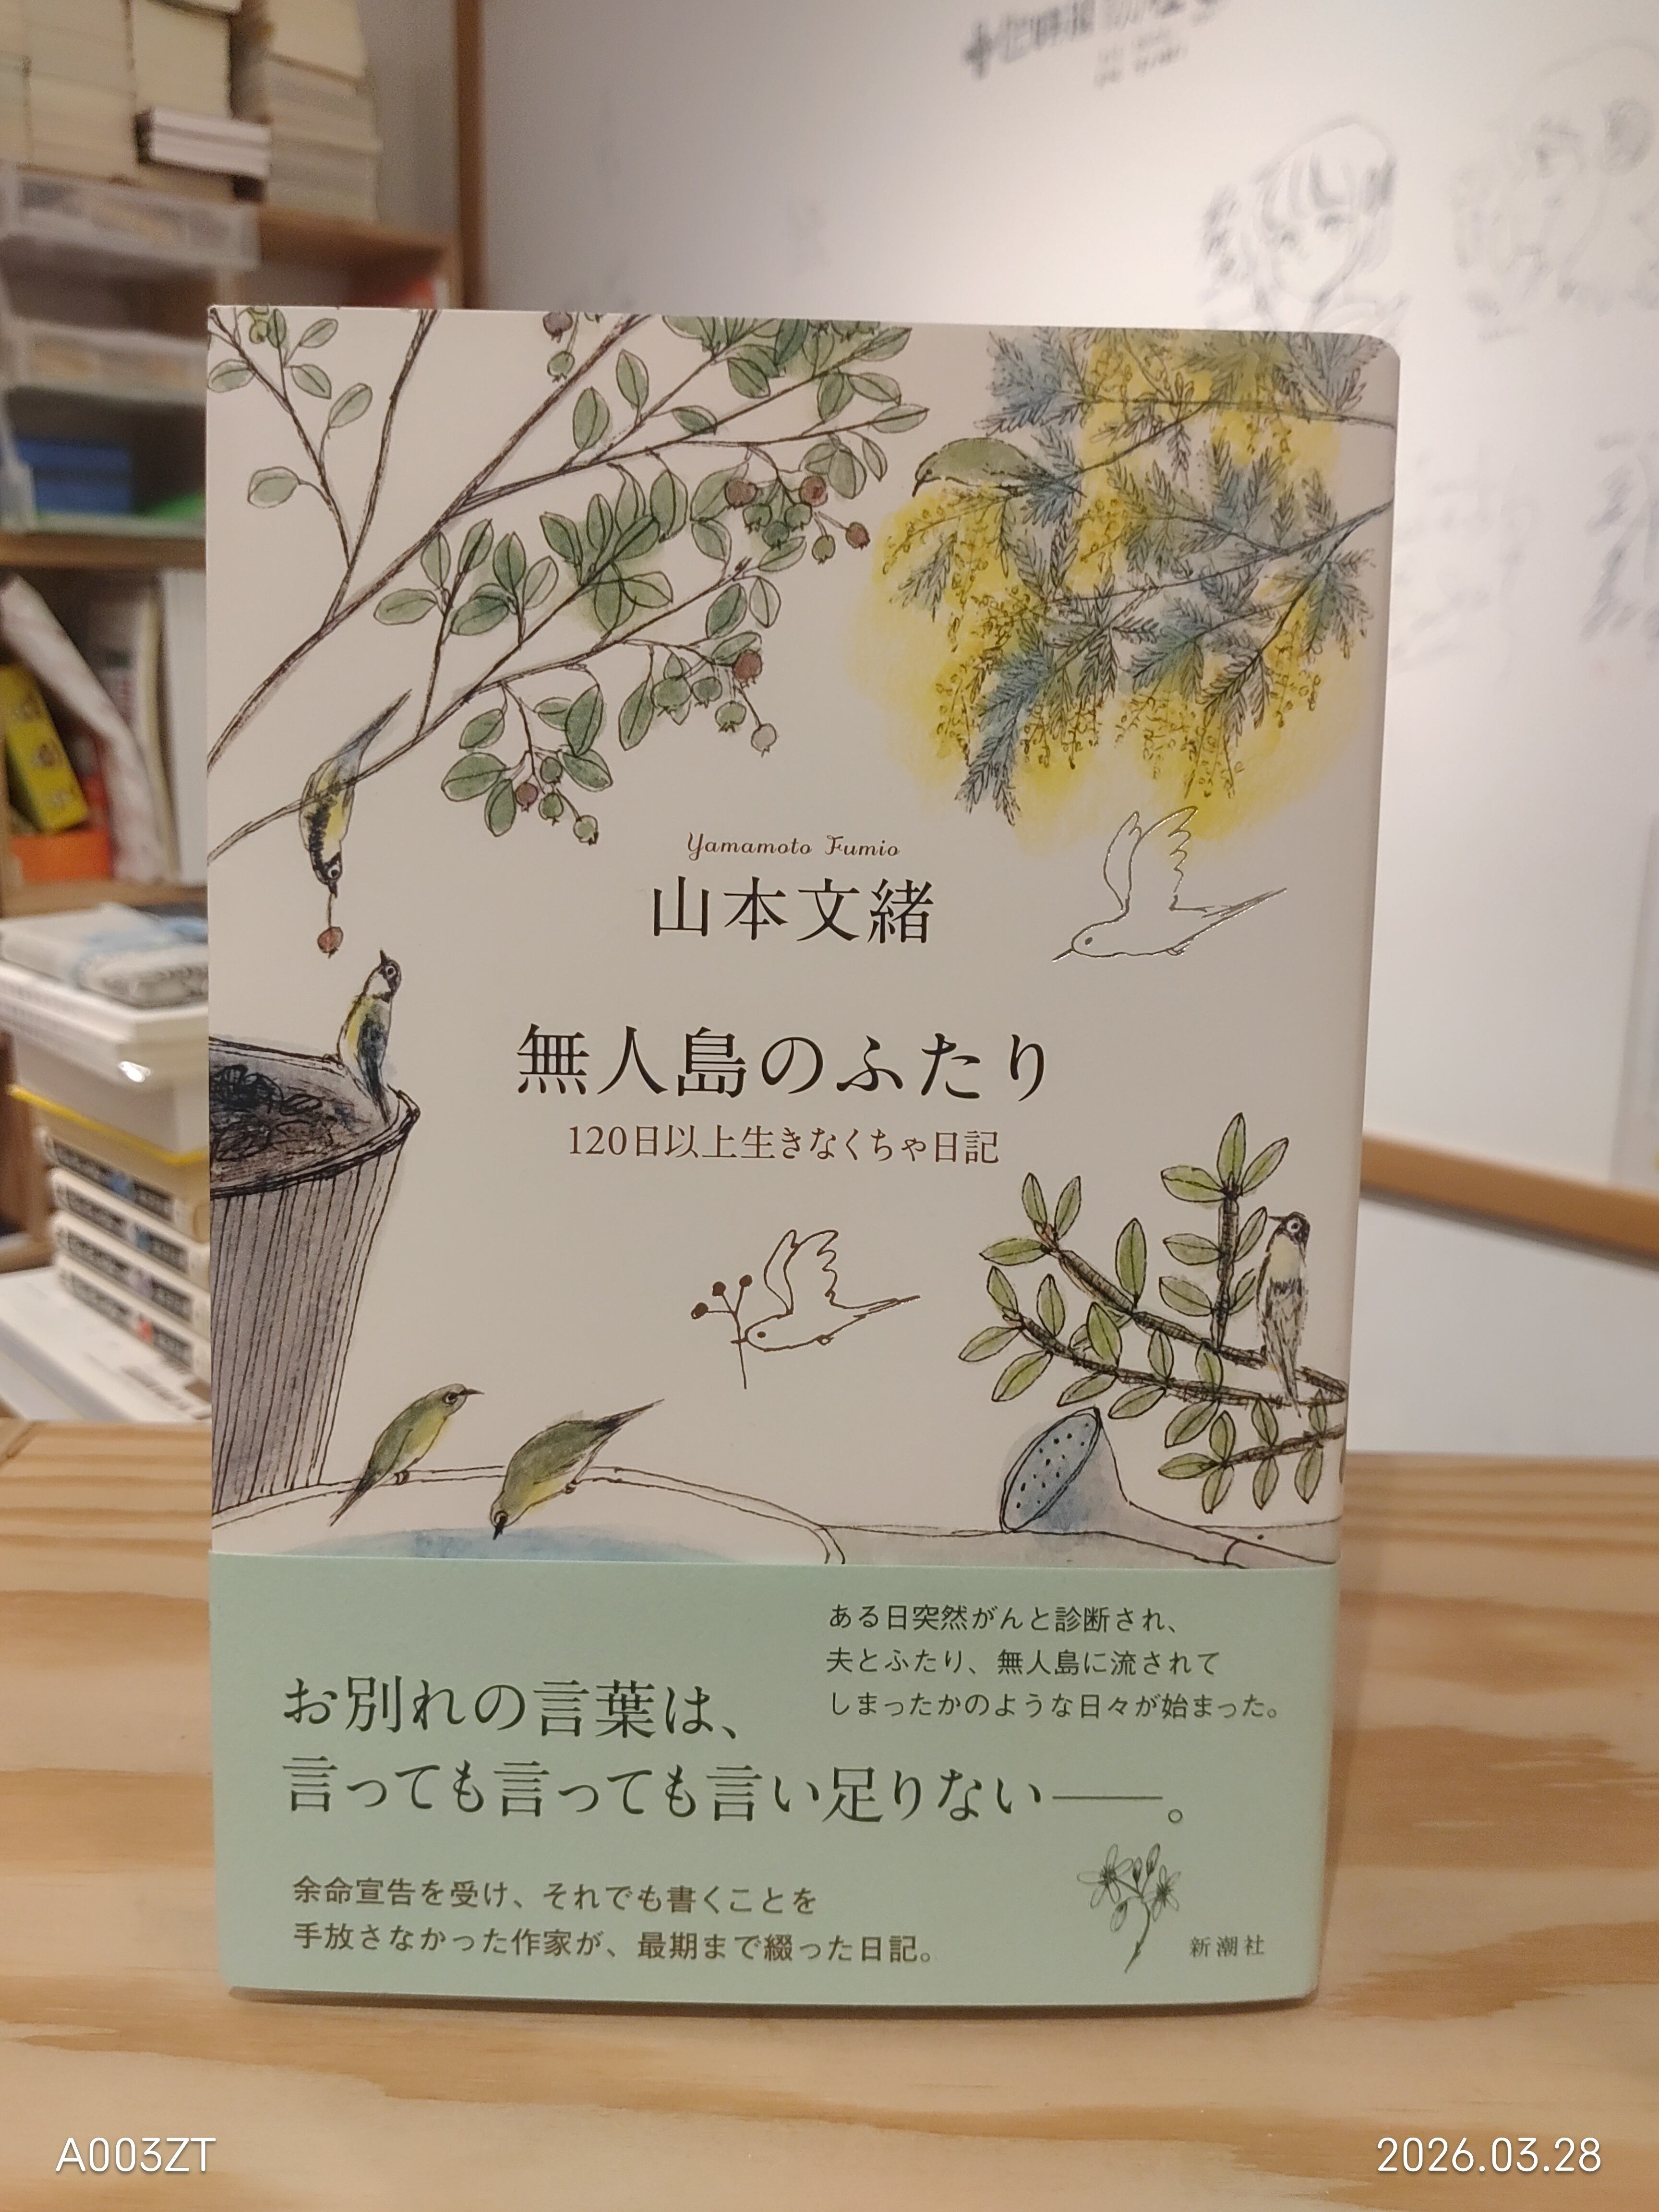 Yamamoto Fumio
山本文緒
無人島のふたり
120日以上生きなくちゃ日記
ある日突然がんと診断され、
夫とふたり、無人島に流されて
しまったかのような日々が始まった。
お別れの言葉は、
言っても言っても言い足りない──。
余命宣告を受け、それでも書くことを
手放さなかった作家が、最期まで綴った日記。
新潮社
A003ZT
2026.03.28